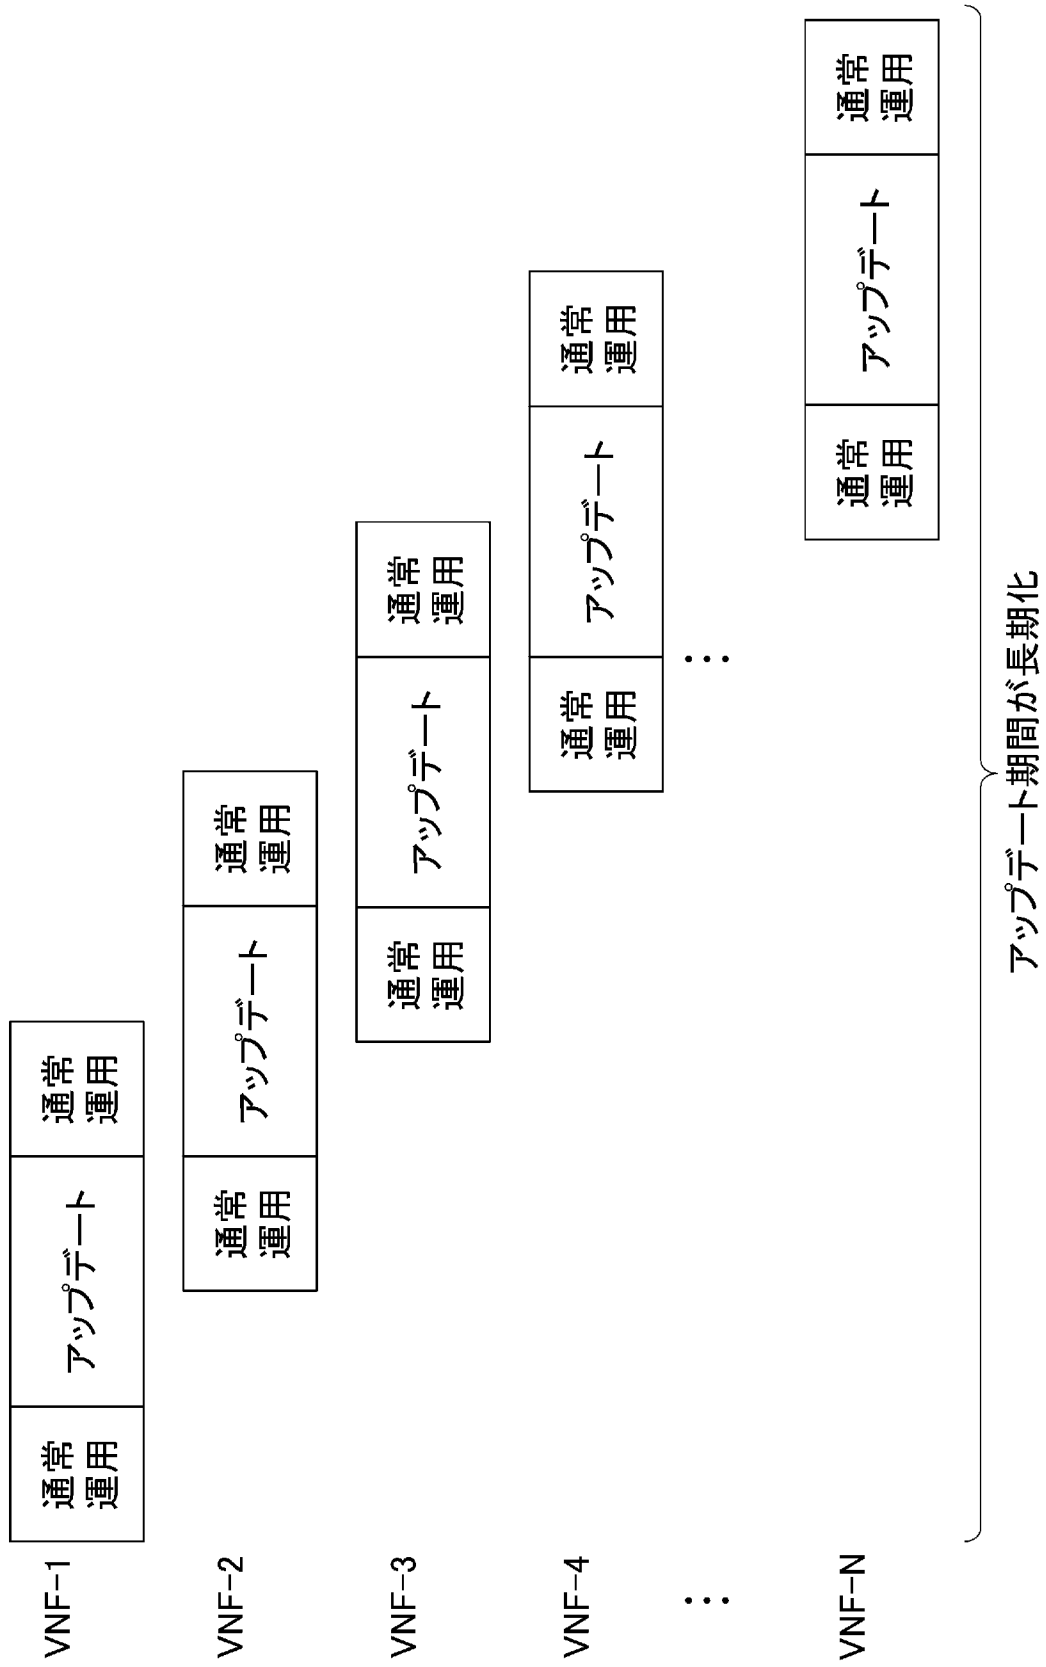 VNF-1
通常
運用
アップデート
通常
運用
VNF-2
通常
運用
アップデート
通常
運用
VNF-3
通常
運用
アップデート
通常
運用
VNF-4
通常
運用
アップデート
通常
運用
…
…
VNF-N
通常
運用
アップデート
通常
運用
アップデート期間が長期化